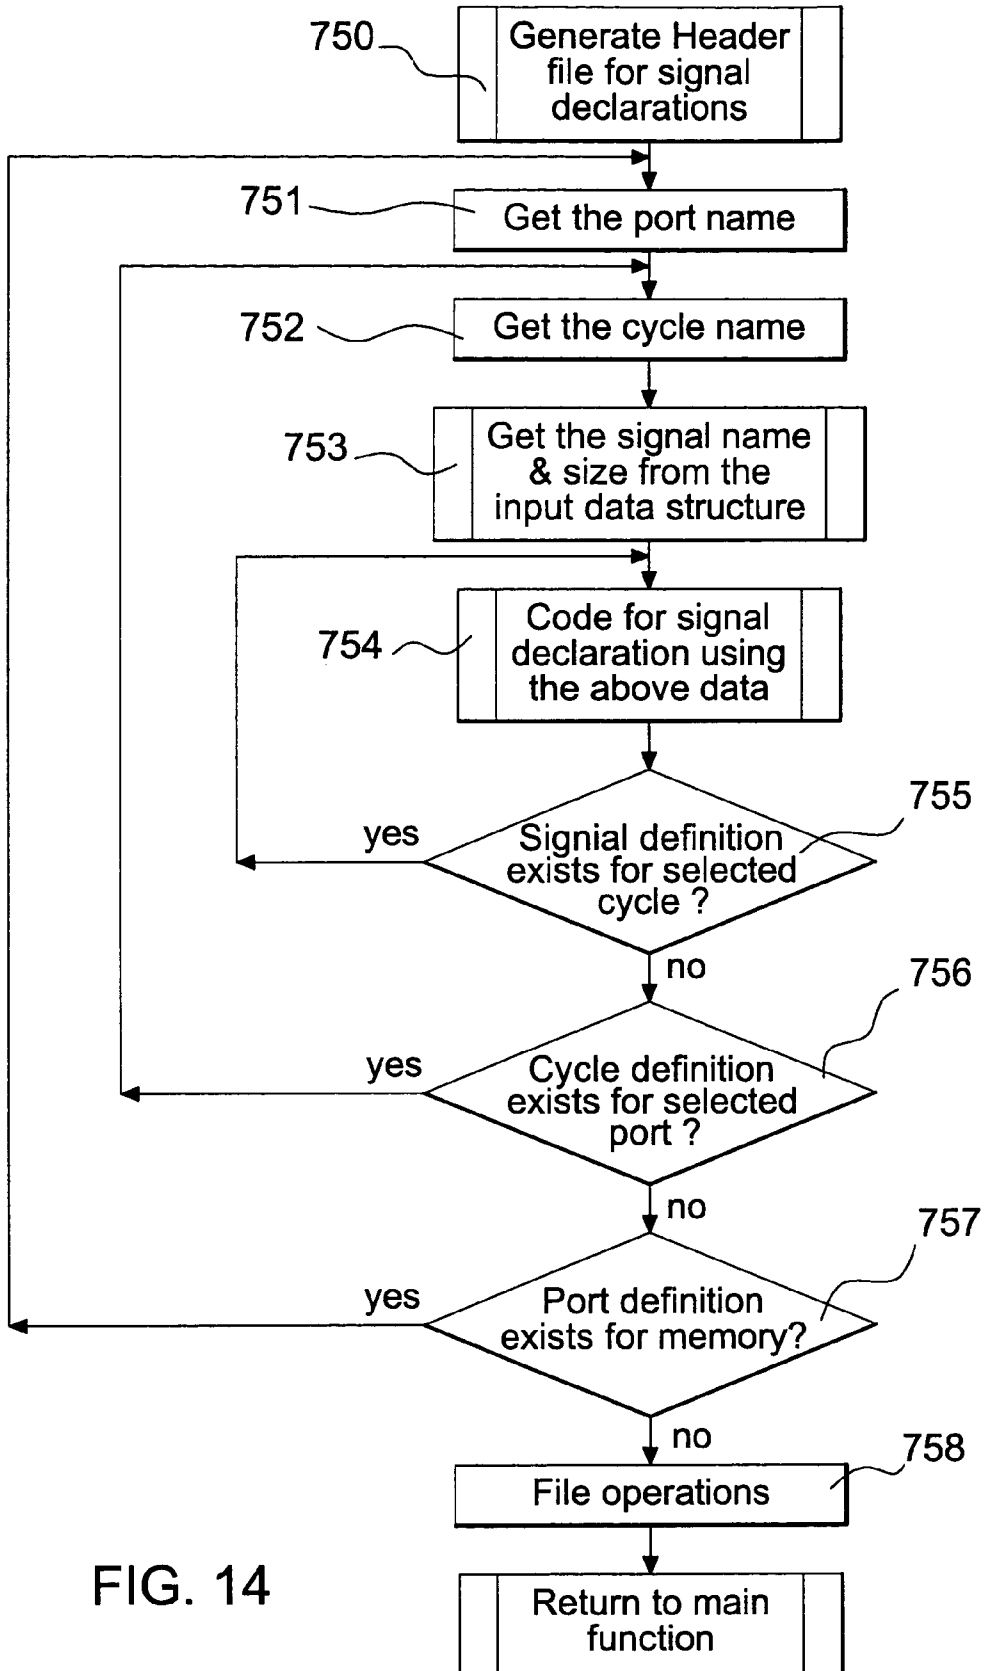 750
Generate Header
file for signal
declarations
751
Get the port name
752
Get the cycle name
753
Get the signal name
& size from the
input data structure
754
Code for signal
declaration using
the above data
755
yes
Signial definition
exists for selected
cycle ?
no
756
yes
Cycle definition
exists for selected
port ?
no
757
yes
Port definition
exists for memory?
no
758
File operations
FIG. 14
Return to main
function